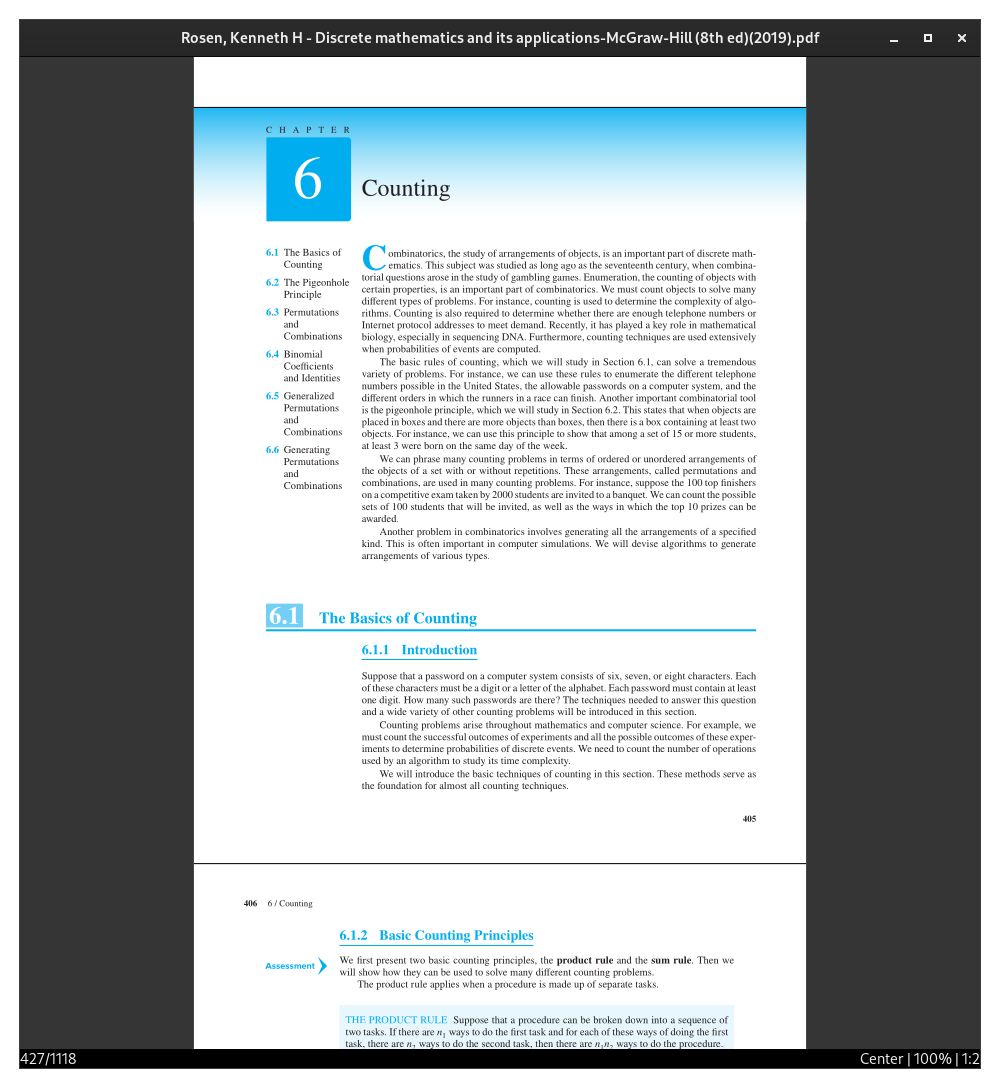 Rosen, Kenneth H - Discrete mathematics and its applications-McGraw-Hill (8th ed)(2019).pdf
CHAPTER
6
Counting
6.1 The Basics of
Counting
6.2 The Pigeonhole
Principle
6.3 Permutations
and
Combinations
6.4 Binomial
Coefficients
and Identities
6.5 Generalized
Permutations
and
Combinations
6.6 Generating
Permutations
and
Combinations
Combinatorics, the study of arrangements of objects, is an important part of discrete math-
ematics. This subject was studied as long ago as the seventeenth century, when combina-
torial questions arose in the study of gambling games. Enumeration, the counting of objects with
certain properties, is an important part of combinatorics. We must count objects to solve many
different types of problems. For instance, counting is used to determine the complexity of algo-
rithms. Counting is also required to determine whether there are enough telephone numbers or
Internet protocol addresses to meet demand. Recently, it has played a key role in mathematical
biology, especially in sequencing DNA. Furthermore, counting techniques are used extensively
when probabilities of events are computed.
The basic rules of counting, which we will study in Section 6.1, can solve a tremendous
variety of problems. For instance, we can use these rules to enumerate the different telephone
numbers possible in the United States, the allowable passwords on a computer system, and the
different orders in which the runners in a race can finish. Another important combinatorial tool
is the pigeonhole principle, which we will study in Section 6.2. This states that when objects are
placed in boxes and there are more objects than boxes, then there is a box containing at least two
objects. For instance, we can use this principle to show that among a set of 15 or more students,
at least 3 were born on the same day of the week.
We can phrase many counting problems in terms of ordered or unordered arrangements of
the objects of a set with or without repetitions. These arrangements, called permutations and
combinations, are used in many counting problems. For instance, suppose the 100 top finishers
on a competitive exam taken by 2000 students are invited to a banquet. We can count the possible
sets of 100 students that will be invited, as well as the ways in which the top 10 prizes can be
awarded.
Another problem in combinatorics involves generating all the arrangements of a specified
kind. This is often important in computer simulations. We will devise algorithms to generate
arrangements of various types.
6.1 The Basics of Counting
6.1.1 Introduction
Suppose that a password on a computer system consists of six, seven, or eight characters. Each
of these characters must be a digit or a letter of the alphabet. Each password must contain at least
one digit. How many such passwords are there? The techniques needed to answer this question
and a wide variety of other counting problems will be introduced in this section.
Counting problems arise throughout mathematics and computer science. For example, we
must count the successful outcomes of experiments and all the possible outcomes of these exper-
iments to determine probabilities of discrete events. We need to count the number of operations
used by an algorithm to study its time complexity.
We will introduce the basic techniques of counting in this section. These methods serve as
the foundation for almost all counting techniques.
405
406 6 / Counting
6.1.2 Basic Counting Principles
Assessment
We first present two basic counting principles, the product rule and the sum rule. Then we
will show how they can be used to solve many different counting problems.
The product rule applies when a procedure is made up of separate tasks.
THE PRODUCT RULE Suppose that a procedure can be broken down into a sequence of
two tasks. If there are n₁ ways to do the first task and for each of these ways of doing the first
task, there are n₂ ways to do the second task, then there are n₁n₂ ways to do the procedure.
427/1118
Center | 100% | 1:2